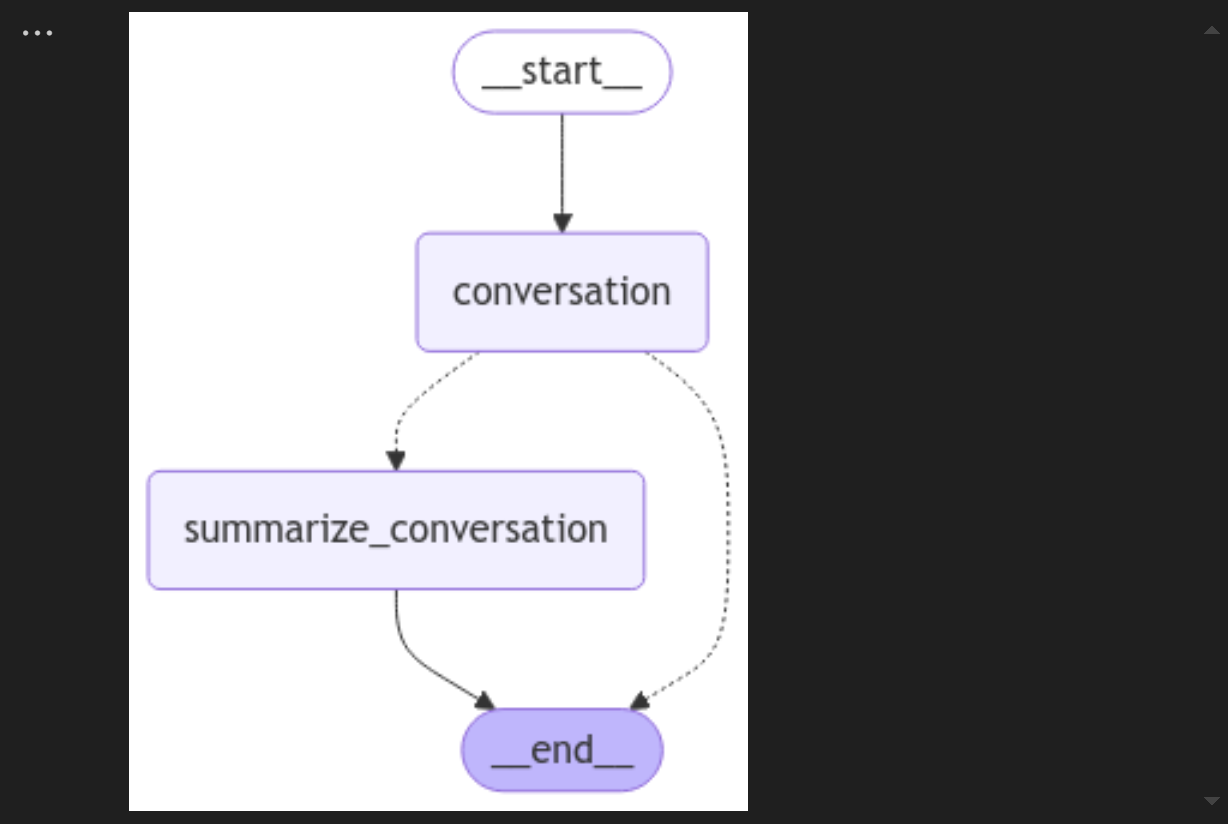 ...
__start__
conversation
summarize_conversation
__end__